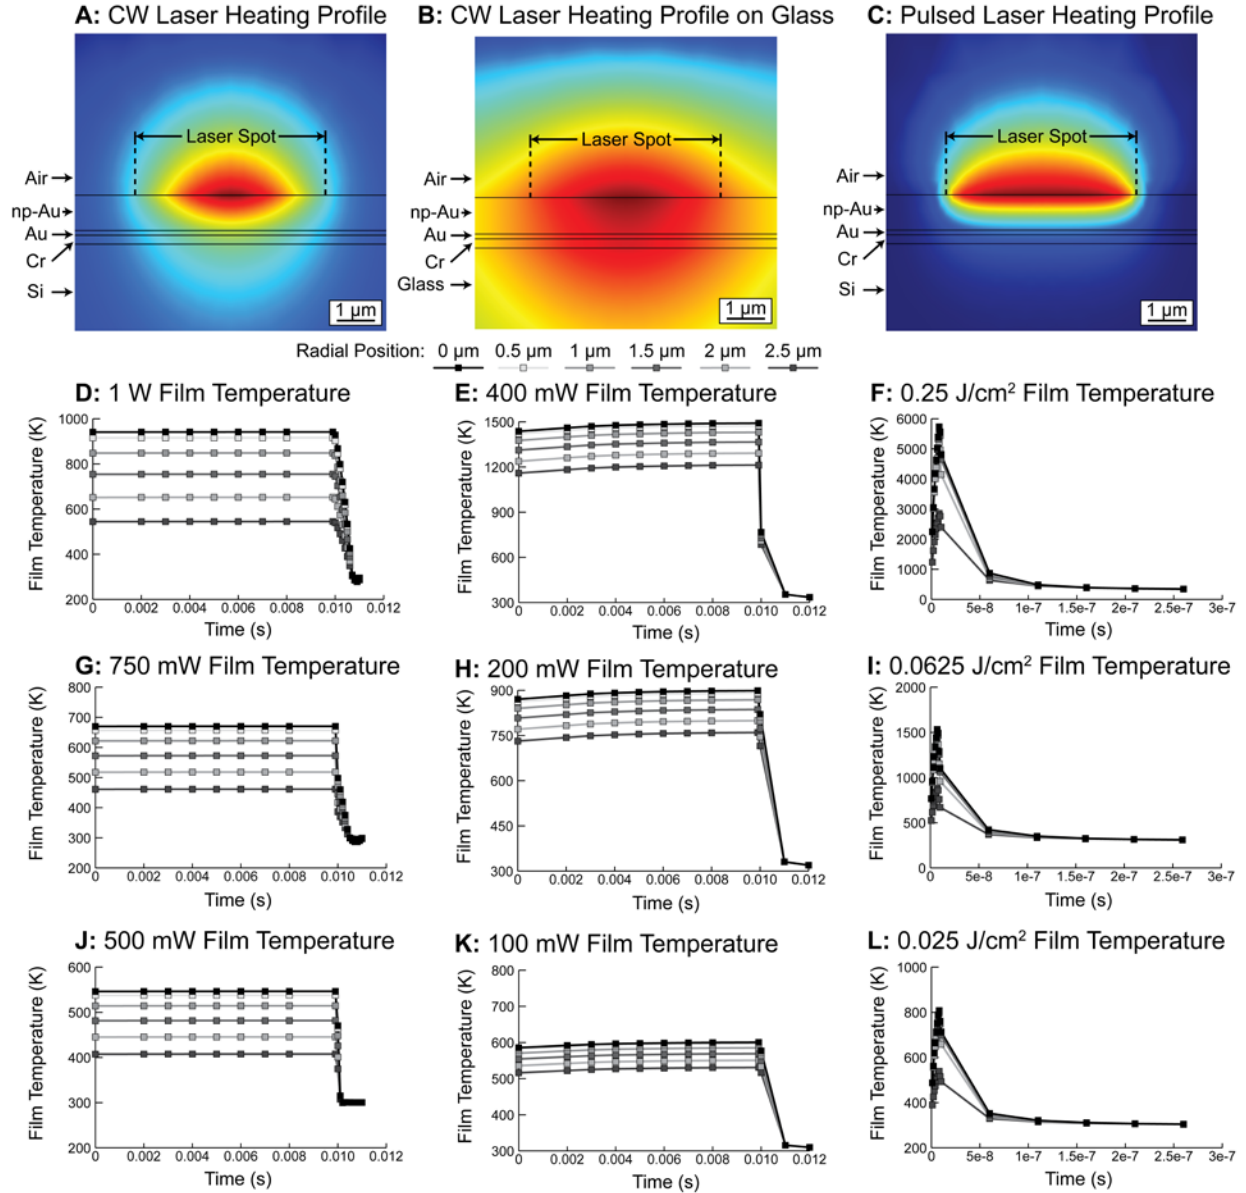 A: CW Laser Heating Profile
B: CW Laser Heating Profile on Glass
C: Pulsed Laser Heating Profile
Laser Spot
Air
np-Au
Au
Cr
Si
1 µm
Laser Spot
Air
np-Au
Au
Cr
Glass
1 µm
Laser Spot
Air
np-Au
Au
Cr
Si
1 µm
Radial Position: 0 µm 0.5 µm 1 µm 1.5 µm 2 µm 2.5 µm
D: 1 W Film Temperature
Film Temperature (K)
1000
800
600
400
200
0 0.002 0.004 0.006 0.008 0.010 0.012
Time (s)
E: 400 mW Film Temperature
Film Temperature (K)
1500
1200
900
600
300
0 0.002 0.004 0.006 0.008 0.010 0.012
Time (s)
F: 0.25 J/cm² Film Temperature
Film Temperature (K)
6000
5000
4000
3000
2000
1000
0
0 5e-8 1e-7 1.5e-7 2e-7 2.5e-7 3e-7
Time (s)
G: 750 mW Film Temperature
Film Temperature (K)
800
700
600
500
400
300
200
0 0.002 0.004 0.006 0.008 0.010 0.012
Time (s)
H: 200 mW Film Temperature
Film Temperature (K)
900
750
600
450
300
0 0.002 0.004 0.006 0.008 0.010 0.012
Time (s)
I: 0.0625 J/cm² Film Temperature
Film Temperature (K)
2000
1500
1000
500
0
0 5e-8 1e-7 1.5e-7 2e-7 2.5e-7 3e-7
Time (s)
J: 500 mW Film Temperature
Film Temperature (K)
600
500
400
300
200
0 0.002 0.004 0.006 0.008 0.010 0.012
Time (s)
K: 100 mW Film Temperature
Film Temperature (K)
800
700
600
500
400
300
0 0.002 0.004 0.006 0.008 0.010 0.012
Time (s)
L: 0.025 J/cm² Film Temperature
Film Temperature (K)
1000
800
600
400
200
0 5e-8 1e-7 1.5e-7 2e-7 2.5e-7 3e-7
Time (s)